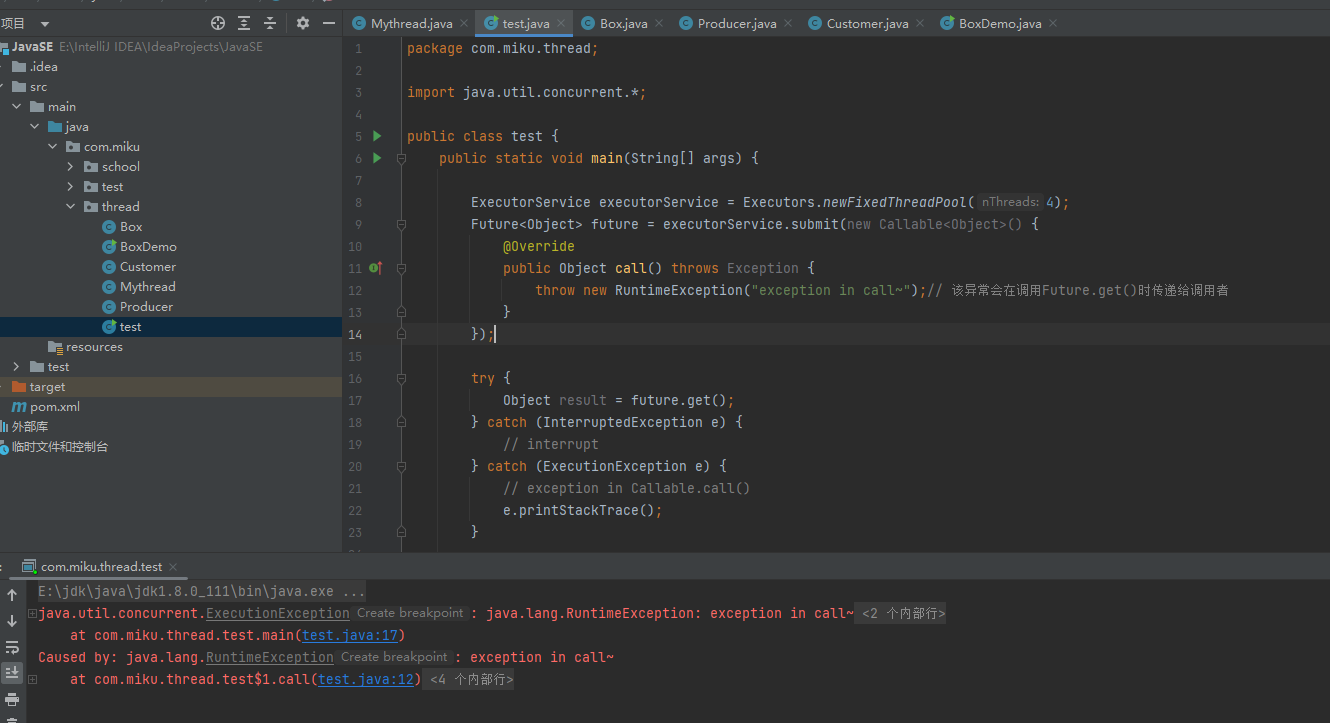 项目
Mythread.java
test.java
Box.java
Producer.java
Customer.java
BoxDemo.java
JavaSE E:\IntelliJ IDEA\IdeaProjects\JavaSE
.idea
src
main
java
com.miku
school
test
thread
Box
BoxDemo
Customer
Mythread
Producer
test
resources
test
target
pom.xml
外部库
临时文件和控制台
1 package com.miku.thread;
2
3 import java.util.concurrent.*;
4
5 public class test {
6 public static void main(String[] args) {
7
8 ExecutorService executorService = Executors.newFixedThreadPool( nThreads: 4);
9 Future<Object> future = executorService.submit(new Callable<Object>() {
10 @Override
11 public Object call() throws Exception {
12 throw new RuntimeException("exception in call~");// 该异常会在调用Future.get()时传递给调用者
13 }
14 });
15
16 try {
17 Object result = future.get();
18 } catch (InterruptedException e) {
19 // interrupt
20 } catch (ExecutionException e) {
21 // exception in Callable.call()
22 e.printStackTrace();
23 }
com.miku.thread.test
E:\jdk\java\jdk1.8.0_111\bin\java.exe ...
java.util.concurrent.ExecutionException Create breakpoint : java.lang.RuntimeException: exception in call~ <2 个内部行>
at com.miku.thread.test.main(test.java:17)
Caused by: java.lang.RuntimeException Create breakpoint : exception in call~
at com.miku.thread.test$1.call(test.java:12) <4 个内部行>